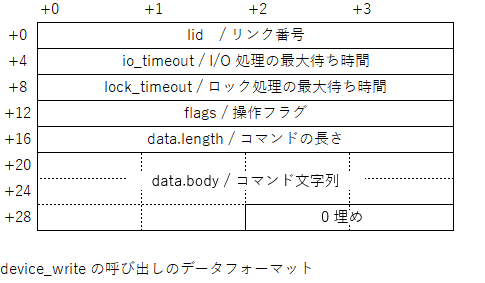 +0 +1 +2 +3
+0 lid / リンク番号
+4 io_timeout / I/O 処理の最大待ち時間
+8 lock_timeout / ロック処理の最大待ち時間
+12 flags / 操作フラグ
+16 data.length / コマンドの長さ
+20
data.body / コマンド文字列
+24
+28 0 埋め
device_write の呼び出しのデータフォーマット